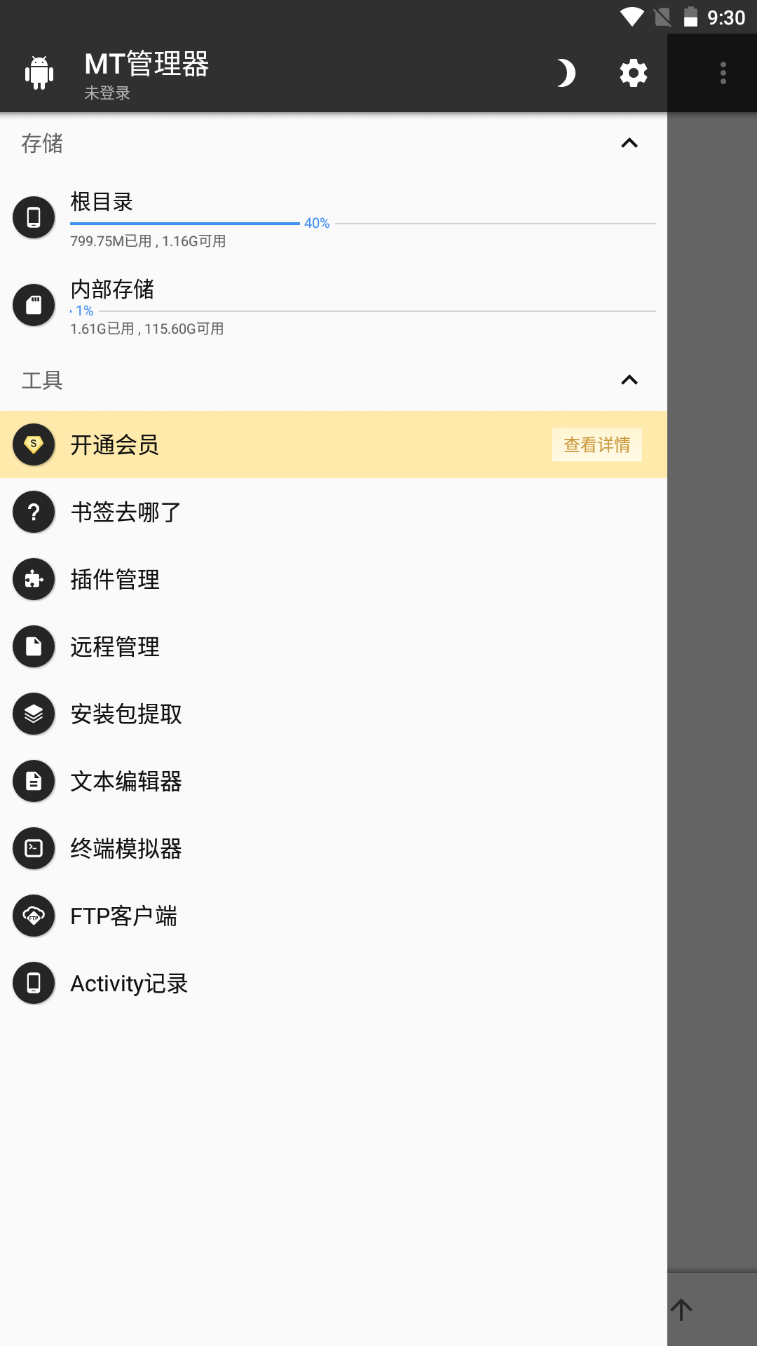 9:30
MT管理器
未登录
存储
根目录
40%
799.75M已用 , 1.16G可用
内部存储
1%
1.61G已用 , 115.60G可用
工具
S
开通会员
查看详情
书签去哪了
插件管理
远程管理
安装包提取
文本编辑器
终端模拟器
FTP
FTP客户端
Activity记录